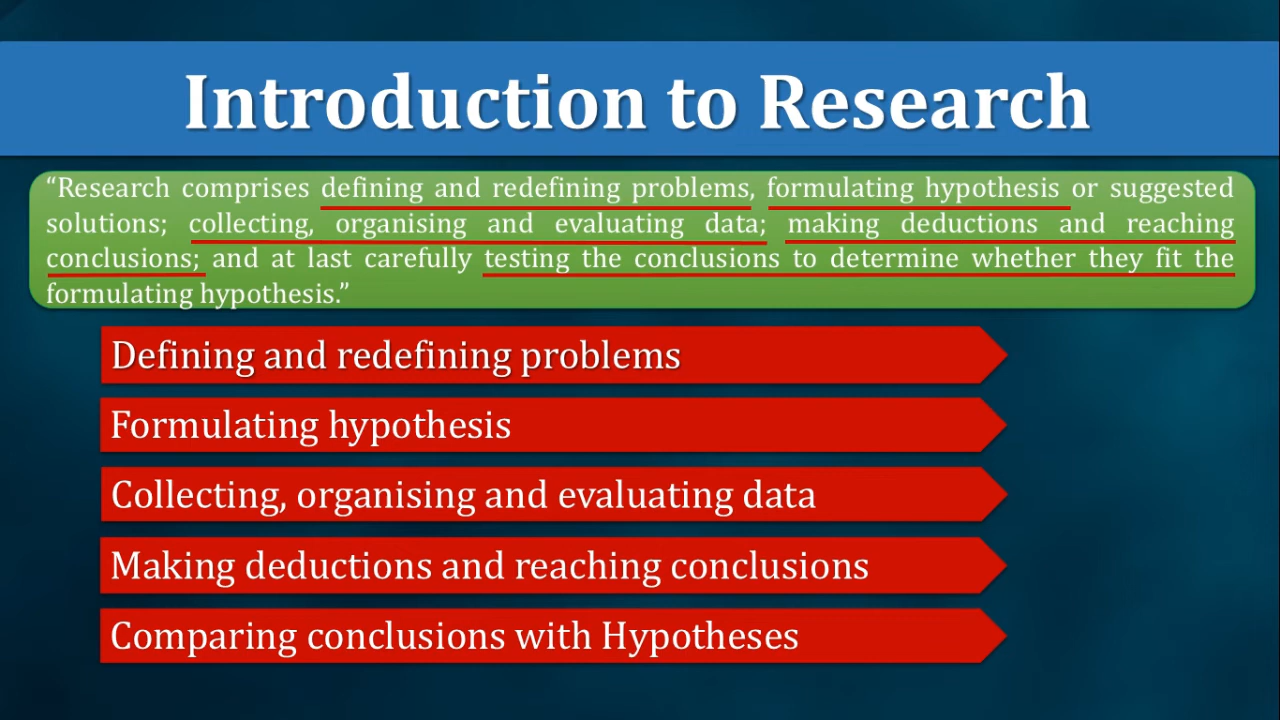 Introduction to Research
“Research comprises defining and redefining problems, formulating hypothesis or suggested
solutions; collecting, organising and evaluating data; making deductions and reaching
conclusions; and at last carefully testing the conclusions to determine whether they fit the
formulating hypothesis.”
Defining and redefining problems
Formulating hypothesis
Collecting, organising and evaluating data
Making deductions and reaching conclusions
Comparing conclusions with Hypotheses